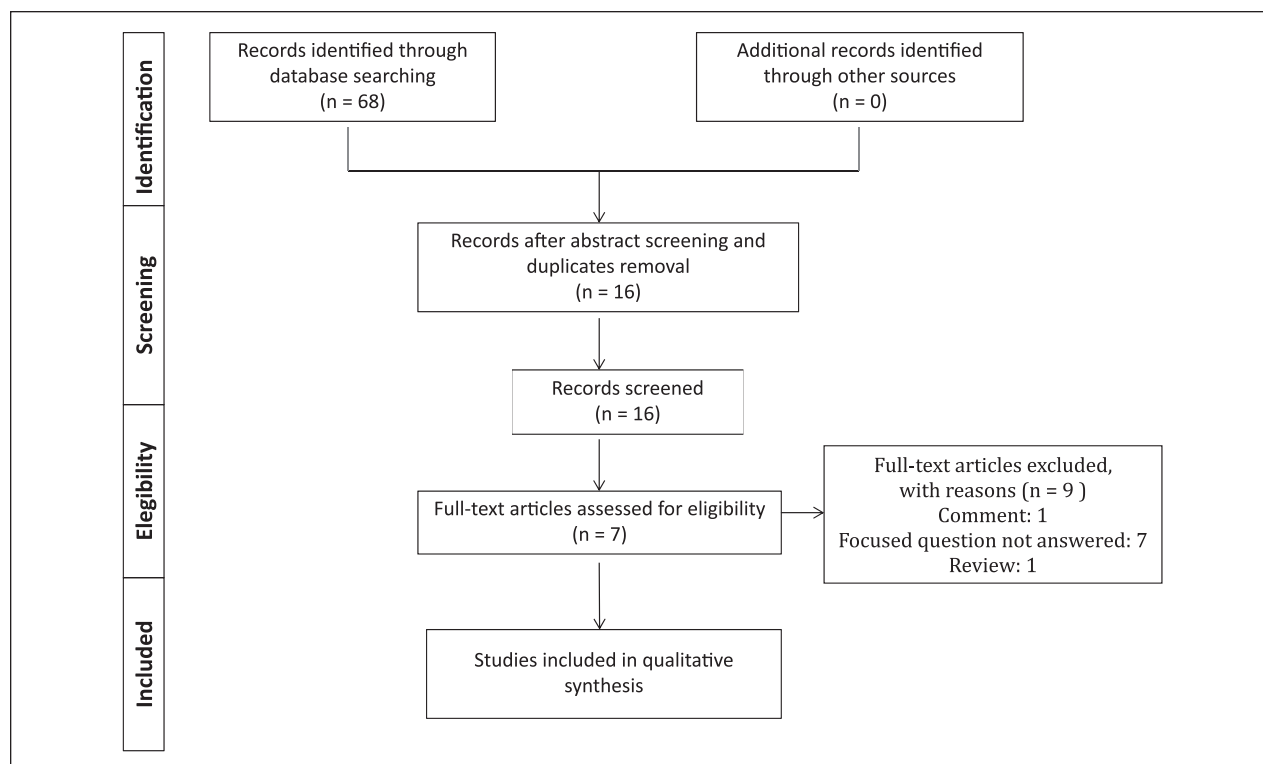 Identification
Records identified through
database searching
(n = 68)
Additional records identified
through other sources
(n = 0)
Screening
Records after abstract screening and
duplicates removal
(n = 16)
Records screened
(n = 16)
Elegibility
Full-text articles assessed for eligibility
(n = 7)
Full-text articles excluded,
with reasons (n = 9 )
Comment: 1
Focused question not answered: 7
Review: 1
Included
Studies included in qualitative
synthesis